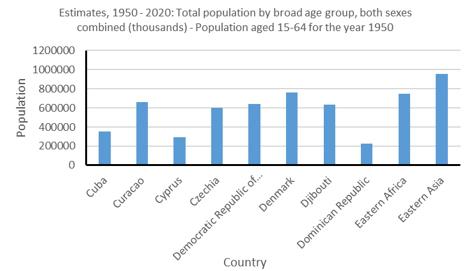 Estimates, 1950 - 2020: Total population by broad age group, both sexes
combined (thousands) - Population aged 15-64 for the year 1950
1200000
1000000
800000
600000
400000
200000
0
Population
Cuba
Curacao
Cyprus
Czechia
Democratic Republic of...
Denmark
Djibouti
Dominican Republic
Eastern Africa
Eastern Asia
Country